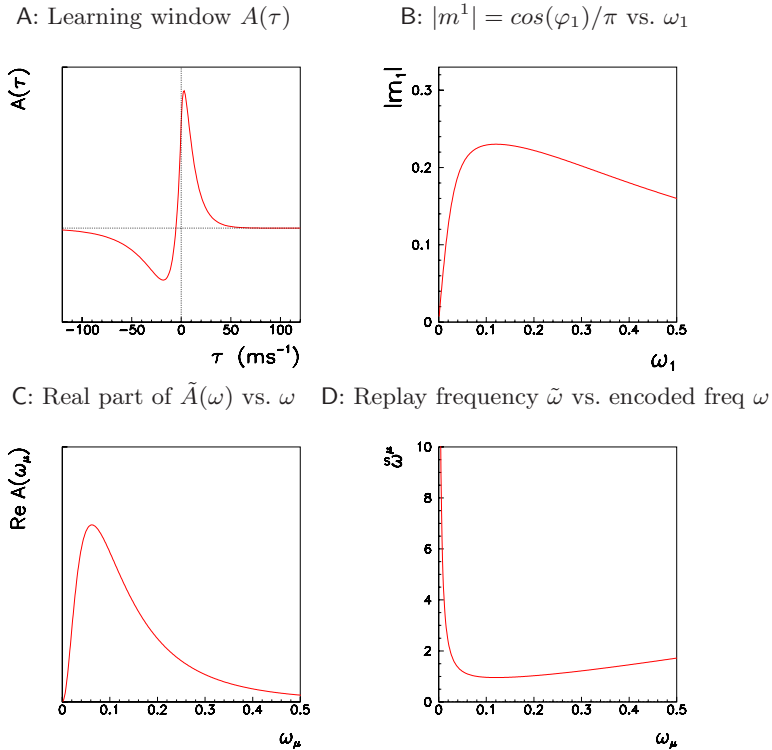 A: Learning window A(τ)
B: |m¹| = cos(φ₁)/π vs. ω₁
A(τ)
-100 -50 0 50 100
τ (ms⁻¹)
|m₁|
0.3
0.2
0.1
0
0 0.1 0.2 0.3 0.4 0.5
ω₁
C: Real part of Ã(ω) vs. ω
D: Replay frequency ω̃ vs. encoded freq ω
Re A(ω_μ)
0 0.1 0.2 0.3 0.4 0.5
ω_μ
10
8
6
4
2
0
0 0.1 0.2 0.3 0.4 0.5
ω_μ